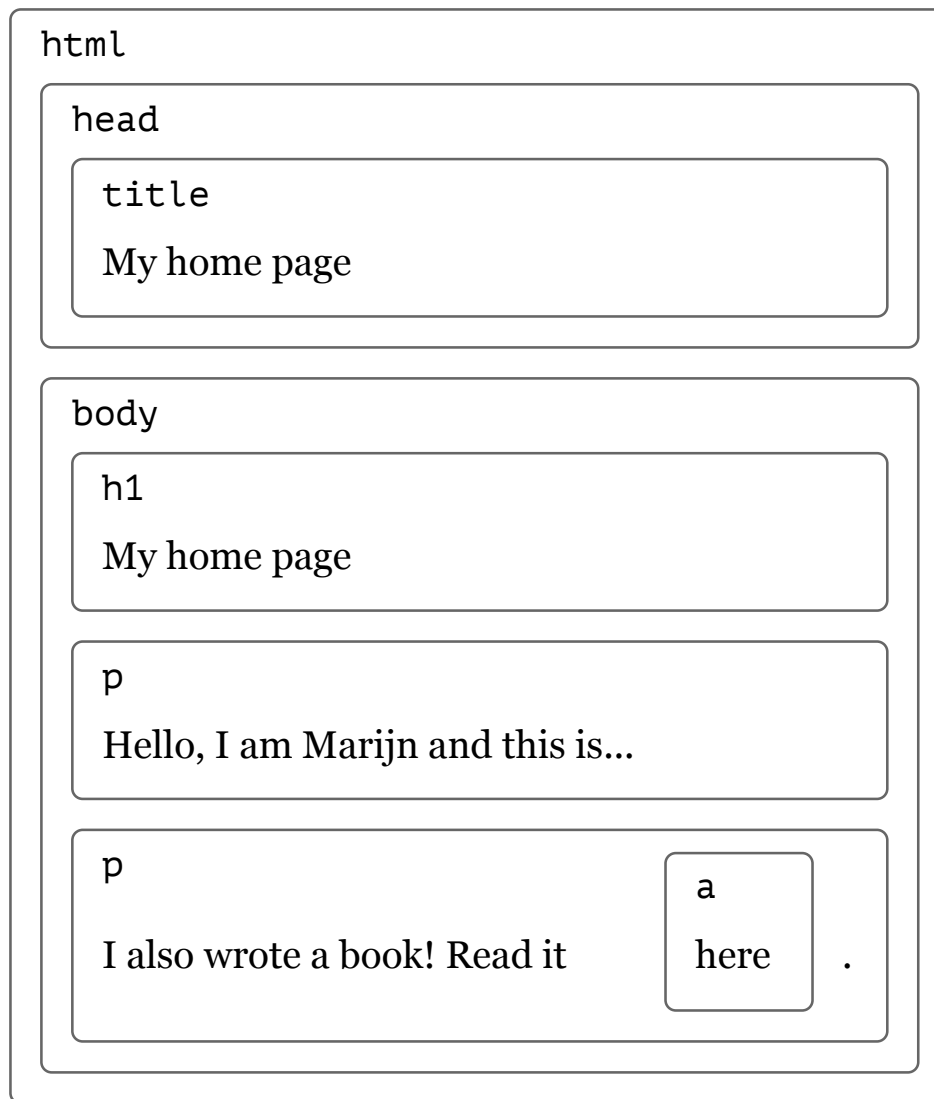 html
head
title
My home page
body
h1
My home page
p
Hello, I am Marijn and this is...
p
a
I also wrote a book! Read it here .